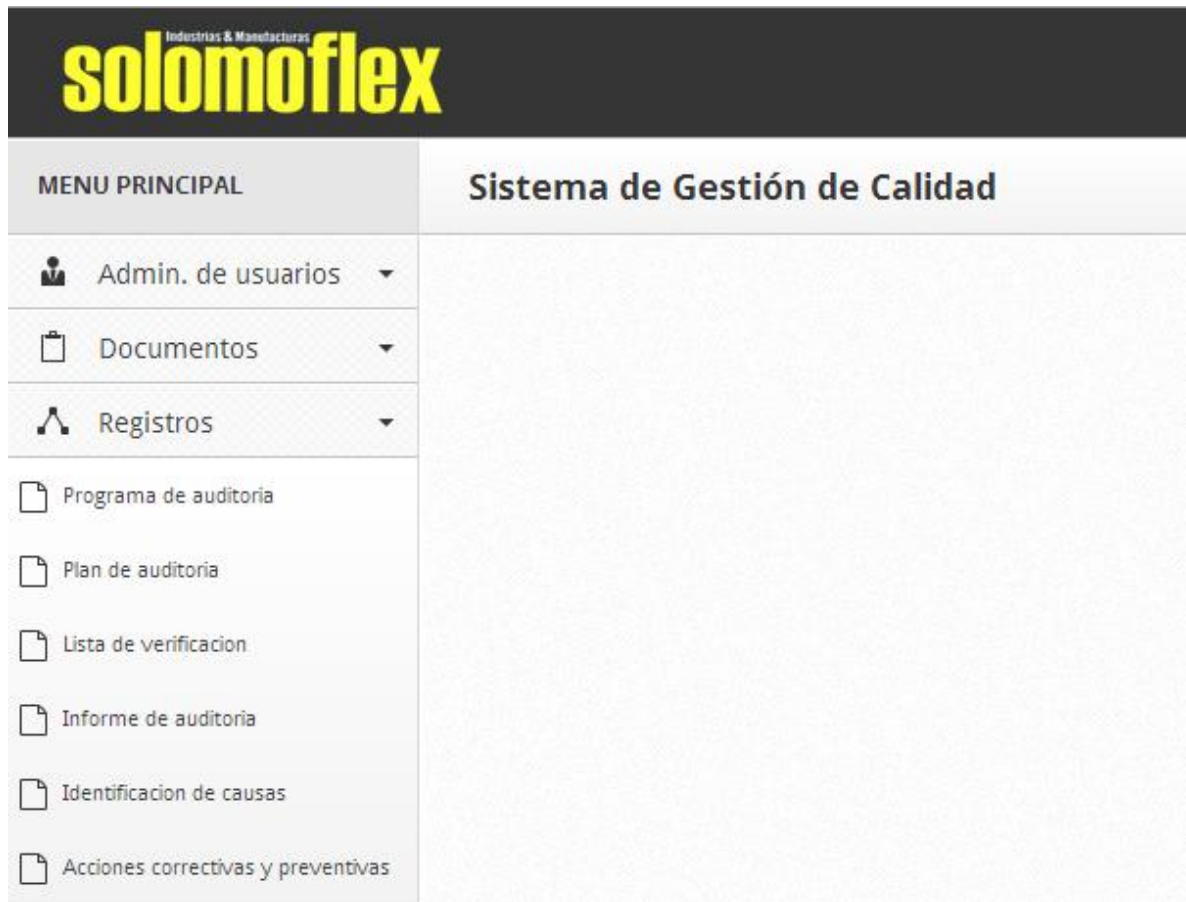 Industrias & Manufacturas
solomoflex
MENU PRINCIPAL
Sistema de Gestión de Calidad
Admin. de usuarios
Documentos
Registros
Programa de auditoria
Plan de auditoria
Lista de verificacion
Informe de auditoria
Identificacion de causas
Acciones correctivas y preventivas